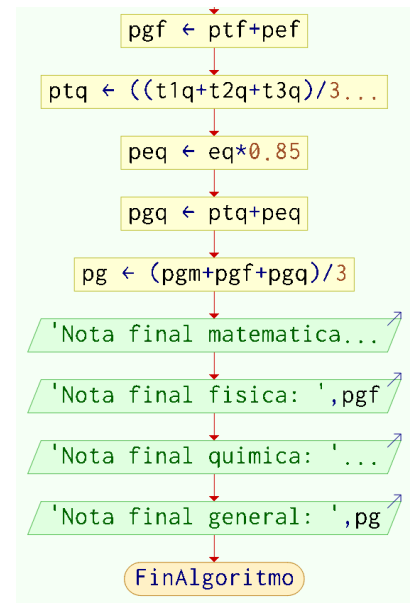 pgf ← ptf+pef
ptq ← ((t1q+t2q+t3q)/3...
peq ← eq*0.85
pgq ← ptq+peq
pg ← (pgm+pgf+pgq)/3
'Nota final matematica...
'Nota final fisica: ',pgf
'Nota final quimica: '...
'Nota final general: ',pg
FinAlgoritmo